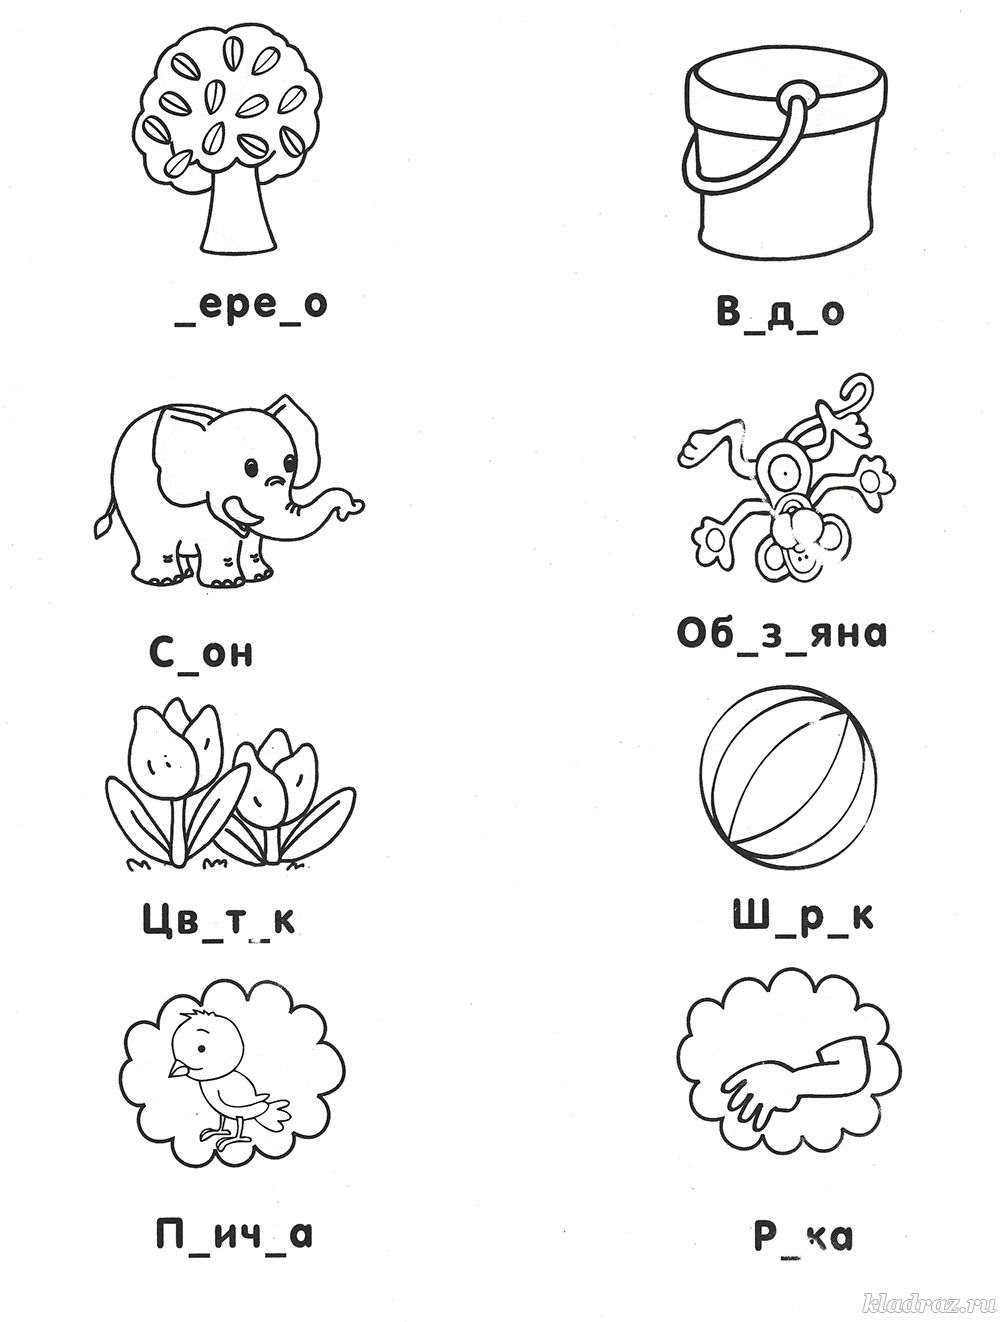 _ере_о
В_д_о
С_он
Об_з_яна
Цв_т_к
Ш_р_к
П_ич_а
Р_ка
kladraz.ru